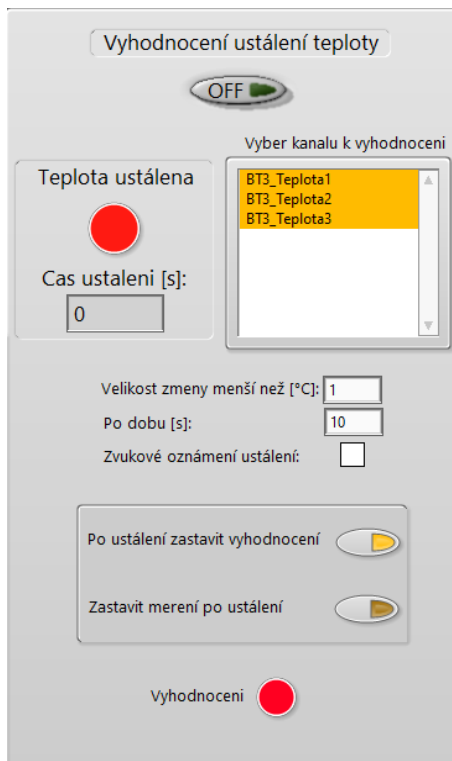 Vyhodnocení ustálení teploty
OFF
Vyber kanalu k vyhodnoceni
Teplota ustálena
BT3_Teplota1
BT3_Teplota2
BT3_Teplota3
Cas ustaleni [s]:
0
Velikost zmeny menší než [°C]: 1
Po dobu [s]: 10
Zvukové oznámení ustálení:
Po ustálení zastavit vyhodnocení
Zastavit merení po ustálení
Vyhodnoceni